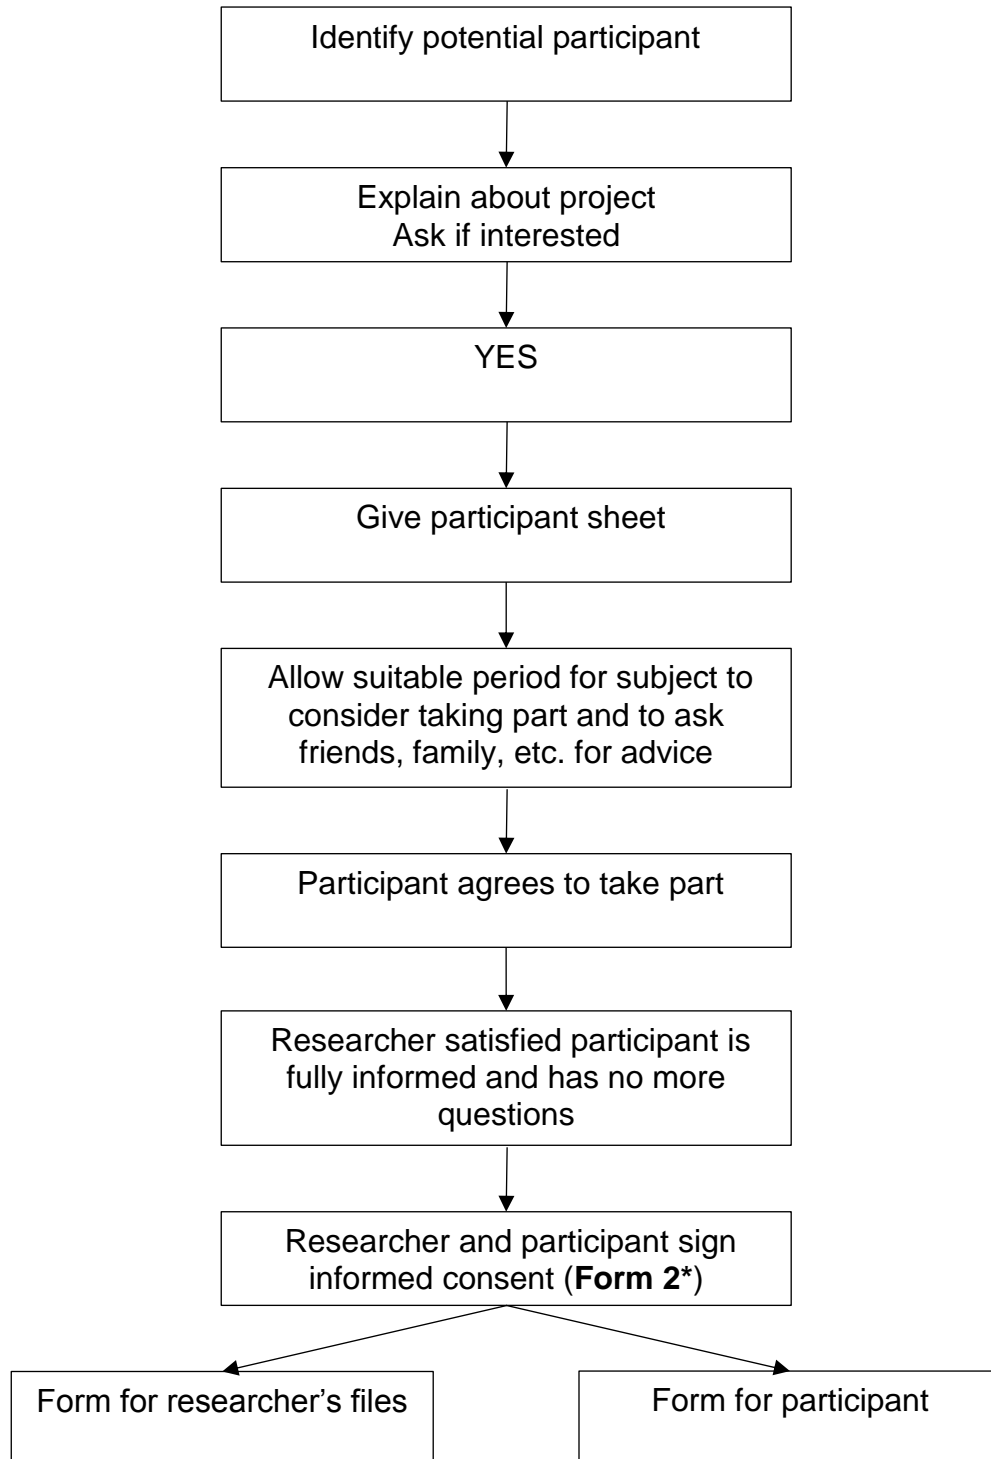 Identify potential participant
Explain about project
Ask if interested
YES
Give participant sheet
Allow suitable period for subject to
consider taking part and to ask
friends, family, etc. for advice
Participant agrees to take part
Researcher satisfied participant is
fully informed and has no more
questions
Researcher and participant sign
informed consent (Form 2*)
Form for researcher’s files
Form for participant